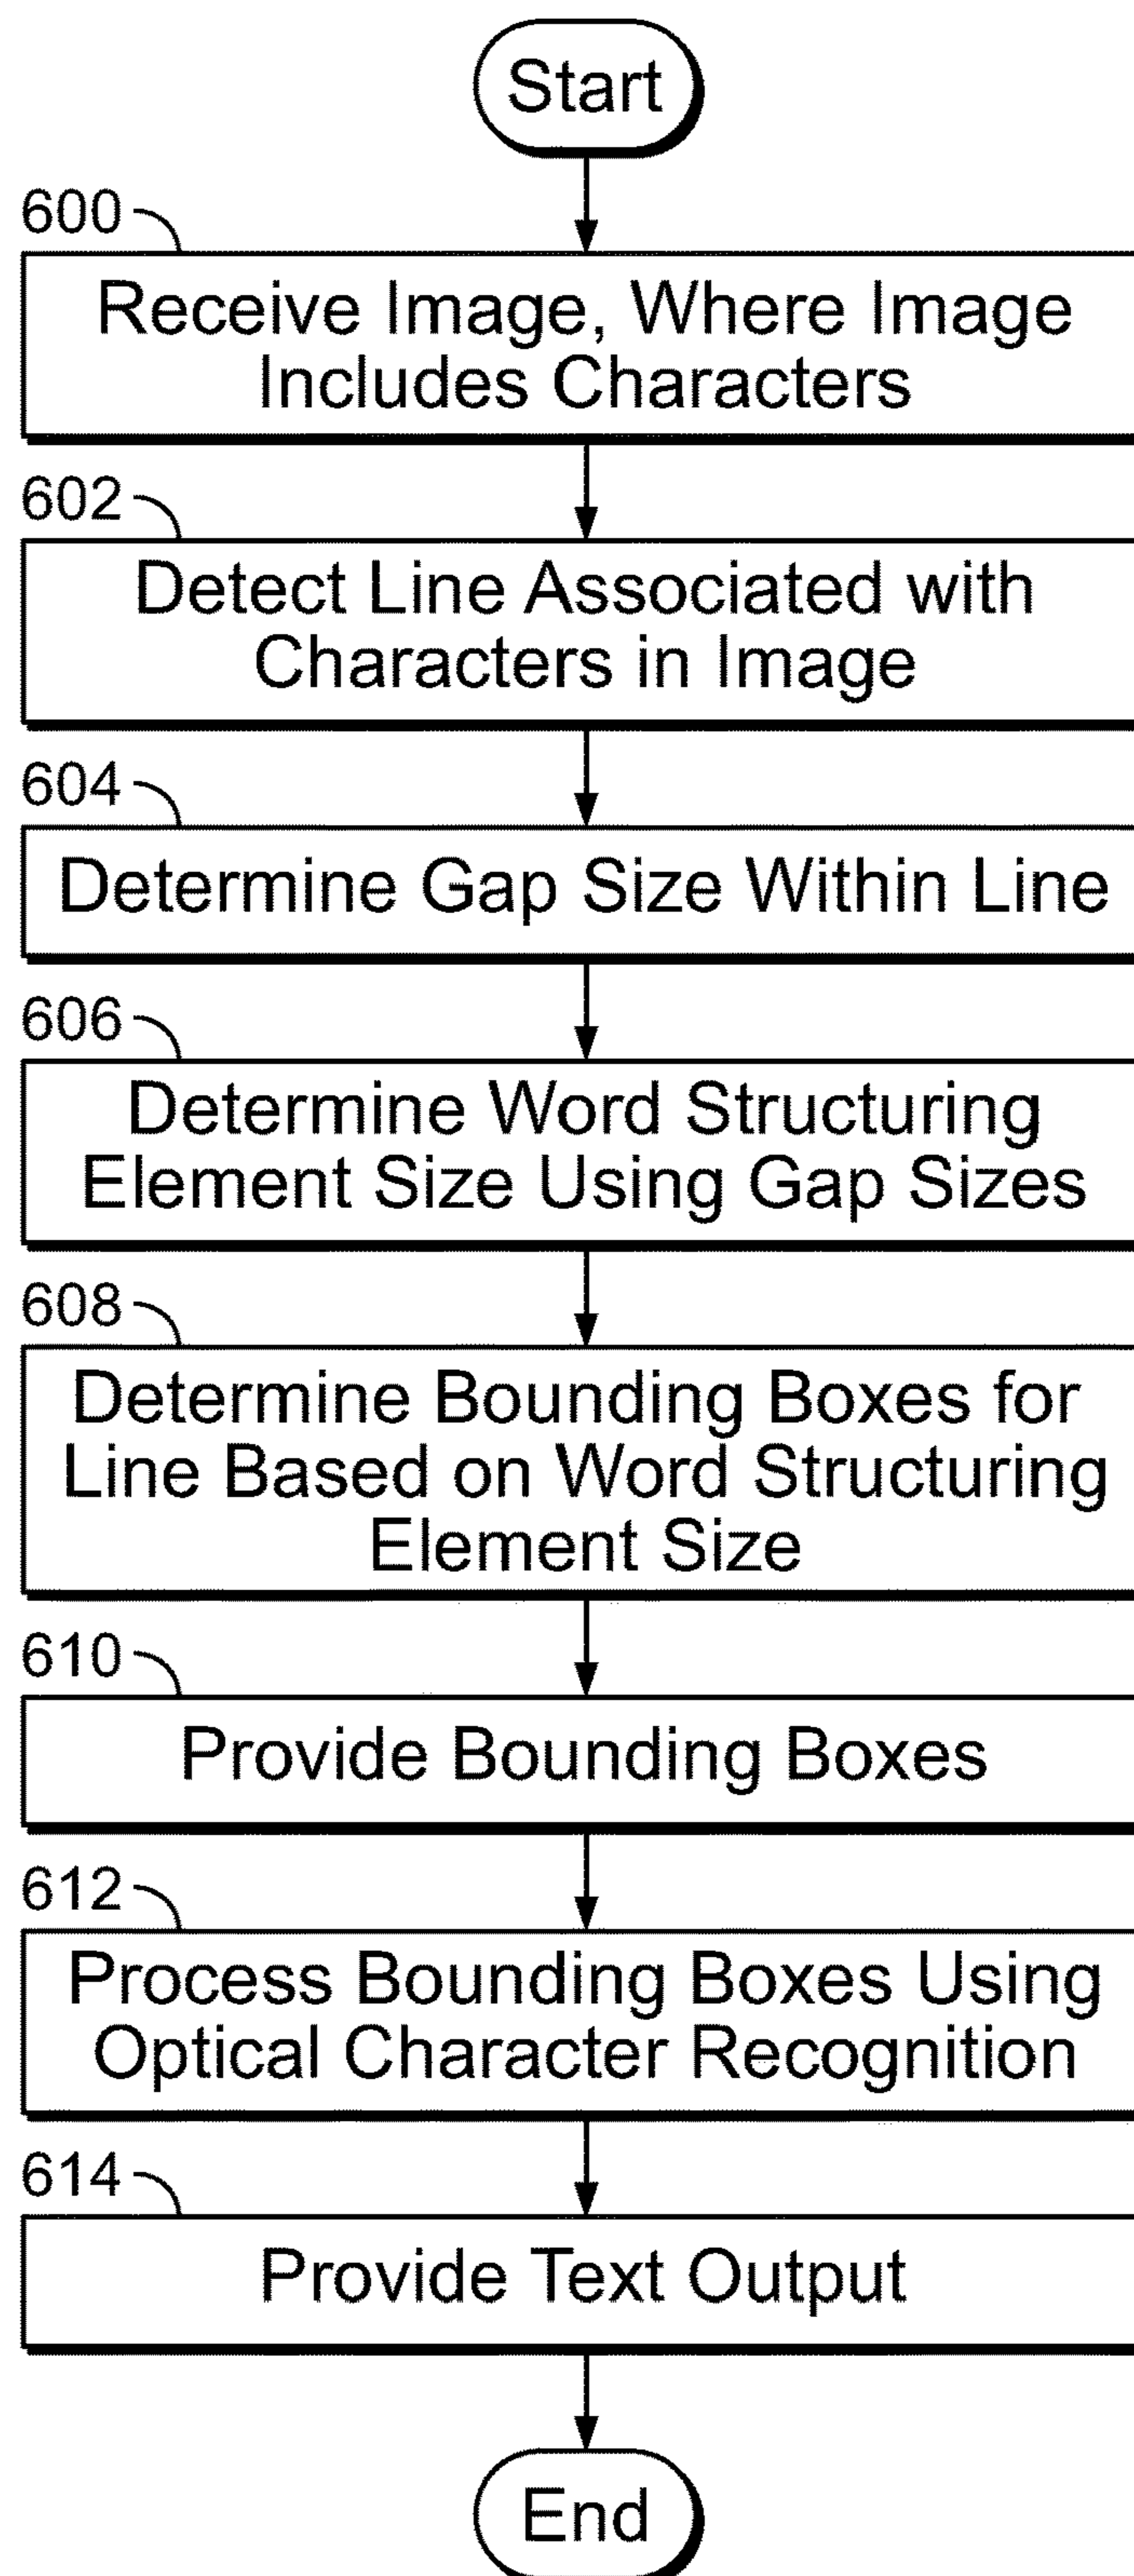 Start
600
Receive Image, Where Image
Includes Characters
602
Detect Line Associated with
Characters in Image
604
Determine Gap Size Within Line
606
Determine Word Structuring
Element Size Using Gap Sizes
608
Determine Bounding Boxes for
Line Based on Word Structuring
Element Size
610
Provide Bounding Boxes
612
Process Bounding Boxes Using
Optical Character Recognition
614
Provide Text Output
End